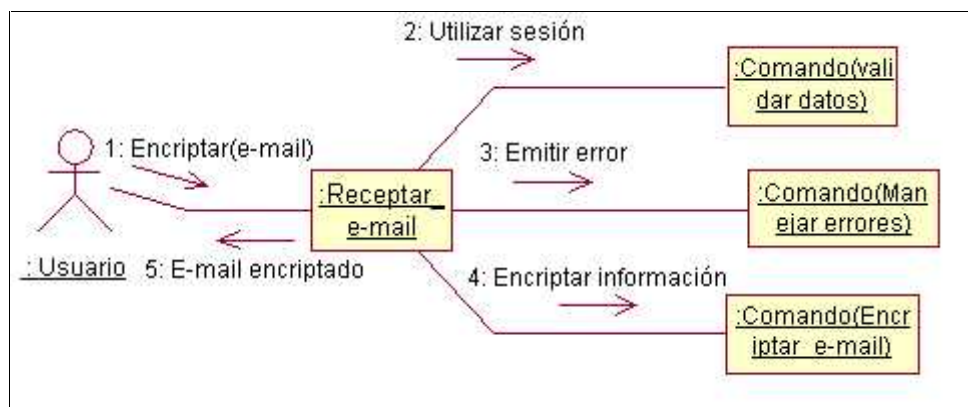 2: Utilizar sesión
:Comando(vali
dar datos)
1: Encriptar(e-mail)
3: Emitir error
:Receptar_
e-mail
:Comando(Man
ejar errores)
: Usuario
5: E-mail encriptado
4: Encriptar información
:Comando(Encr
iptar_e-mail)